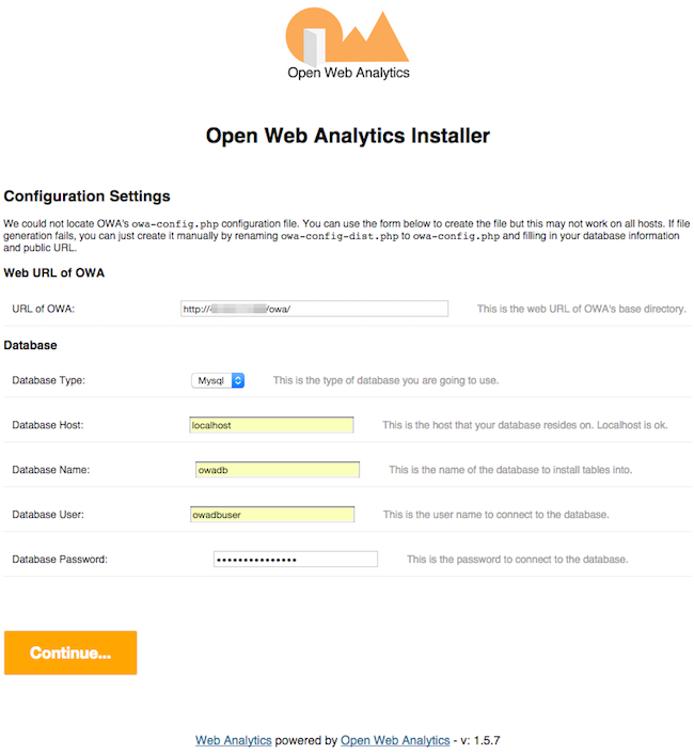 Open Web Analytics
Open Web Analytics Installer
Configuration Settings
We could not locate OWA's owa-config.php configuration file. You can use the form below to create the file but this may not work on all hosts. If file
generation fails, you can just create it manually by renaming owa-config-dist.php to owa-config.php and filling in your database information
and public URL.
Web URL of OWA
URL of OWA: http:// /owa/ This is the web URL of OWA's base directory.
Database
Database Type: Mysql This is the type of database you are going to use.
Database Host: localhost This is the host that your database resides on. Localhost is ok.
Database Name: owadb This is the name of the database to install tables into.
Database User: owadbuser This is the user name to connect to the database.
Database Password: ••••••••••••••• This is the password to connect to the database.
Continue...
Web Analytics powered by Open Web Analytics - v: 1.5.7